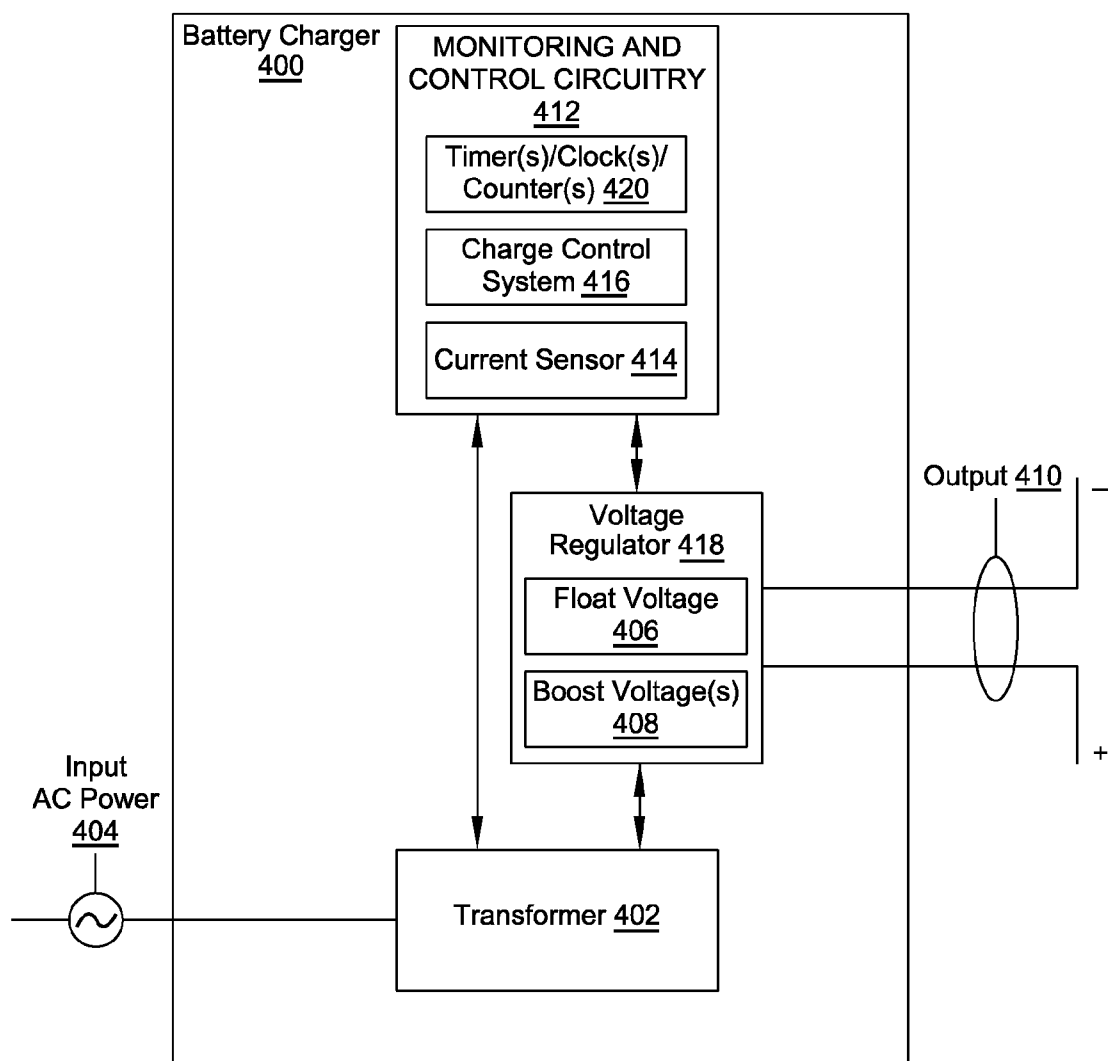 Battery Charger
400
MONITORING AND
CONTROL CIRCUITRY
412
Timer(s)/Clock(s)/
Counter(s) 420
Charge Control
System 416
Current Sensor 414
Output 410
–
Voltage
Regulator 418
Float Voltage
406
Boost Voltage(s)
408
+
Input
AC Power
404
Transformer 402